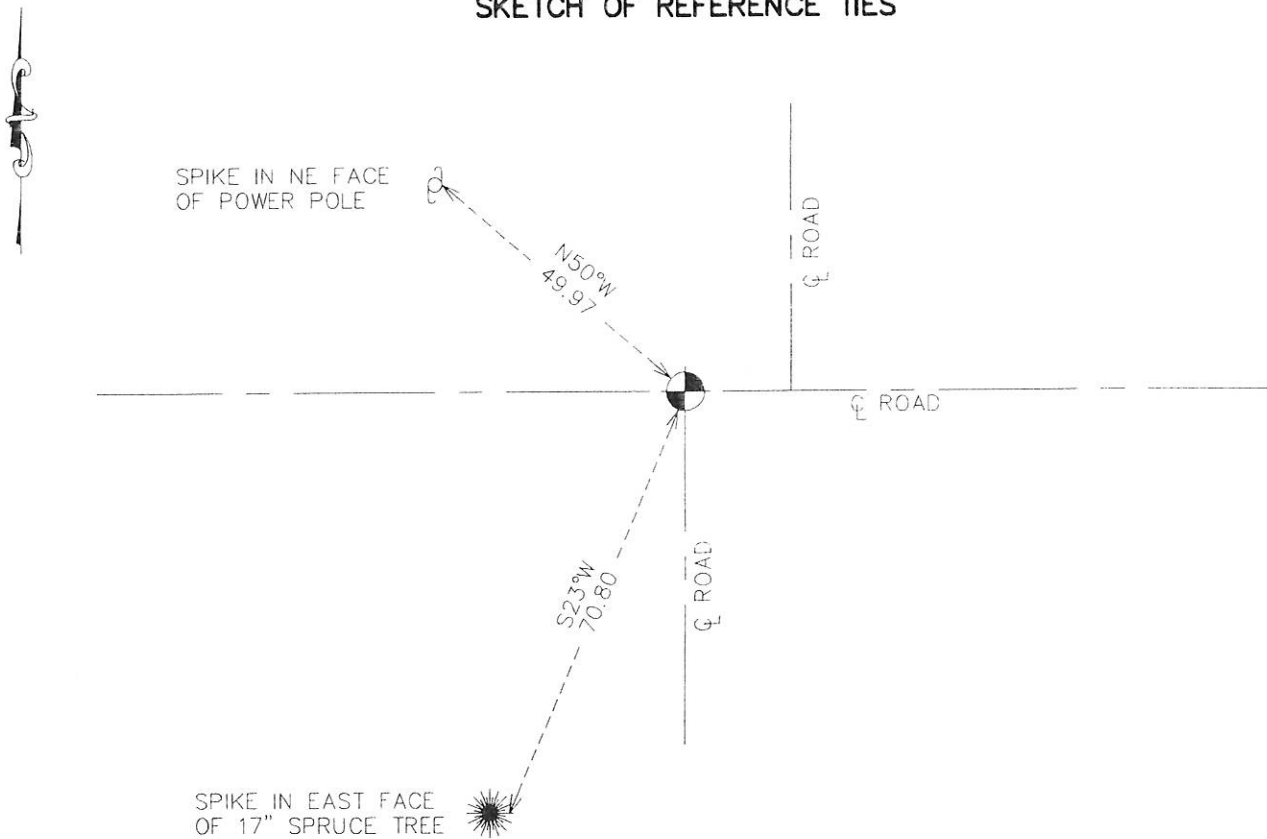 SKETCH OF REFERENCE TIES
SPIKE IN NE FACE
OF POWER POLE
N50°W
49.97
℄ ROAD
℄ ROAD
S23°W
70.80
℄ ROAD
SPIKE IN EAST FACE
OF 17" SPRUCE TREE